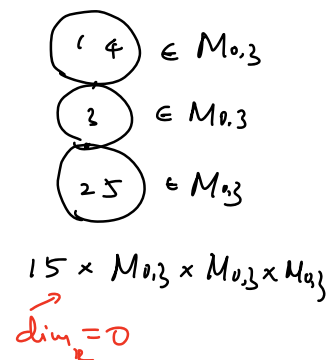 1 4 ∈ M0,3
3 ∈ M0,3
2 5 ∈ M0,3
15 × M0,3 × M0,3 × M0,3
dim = 0